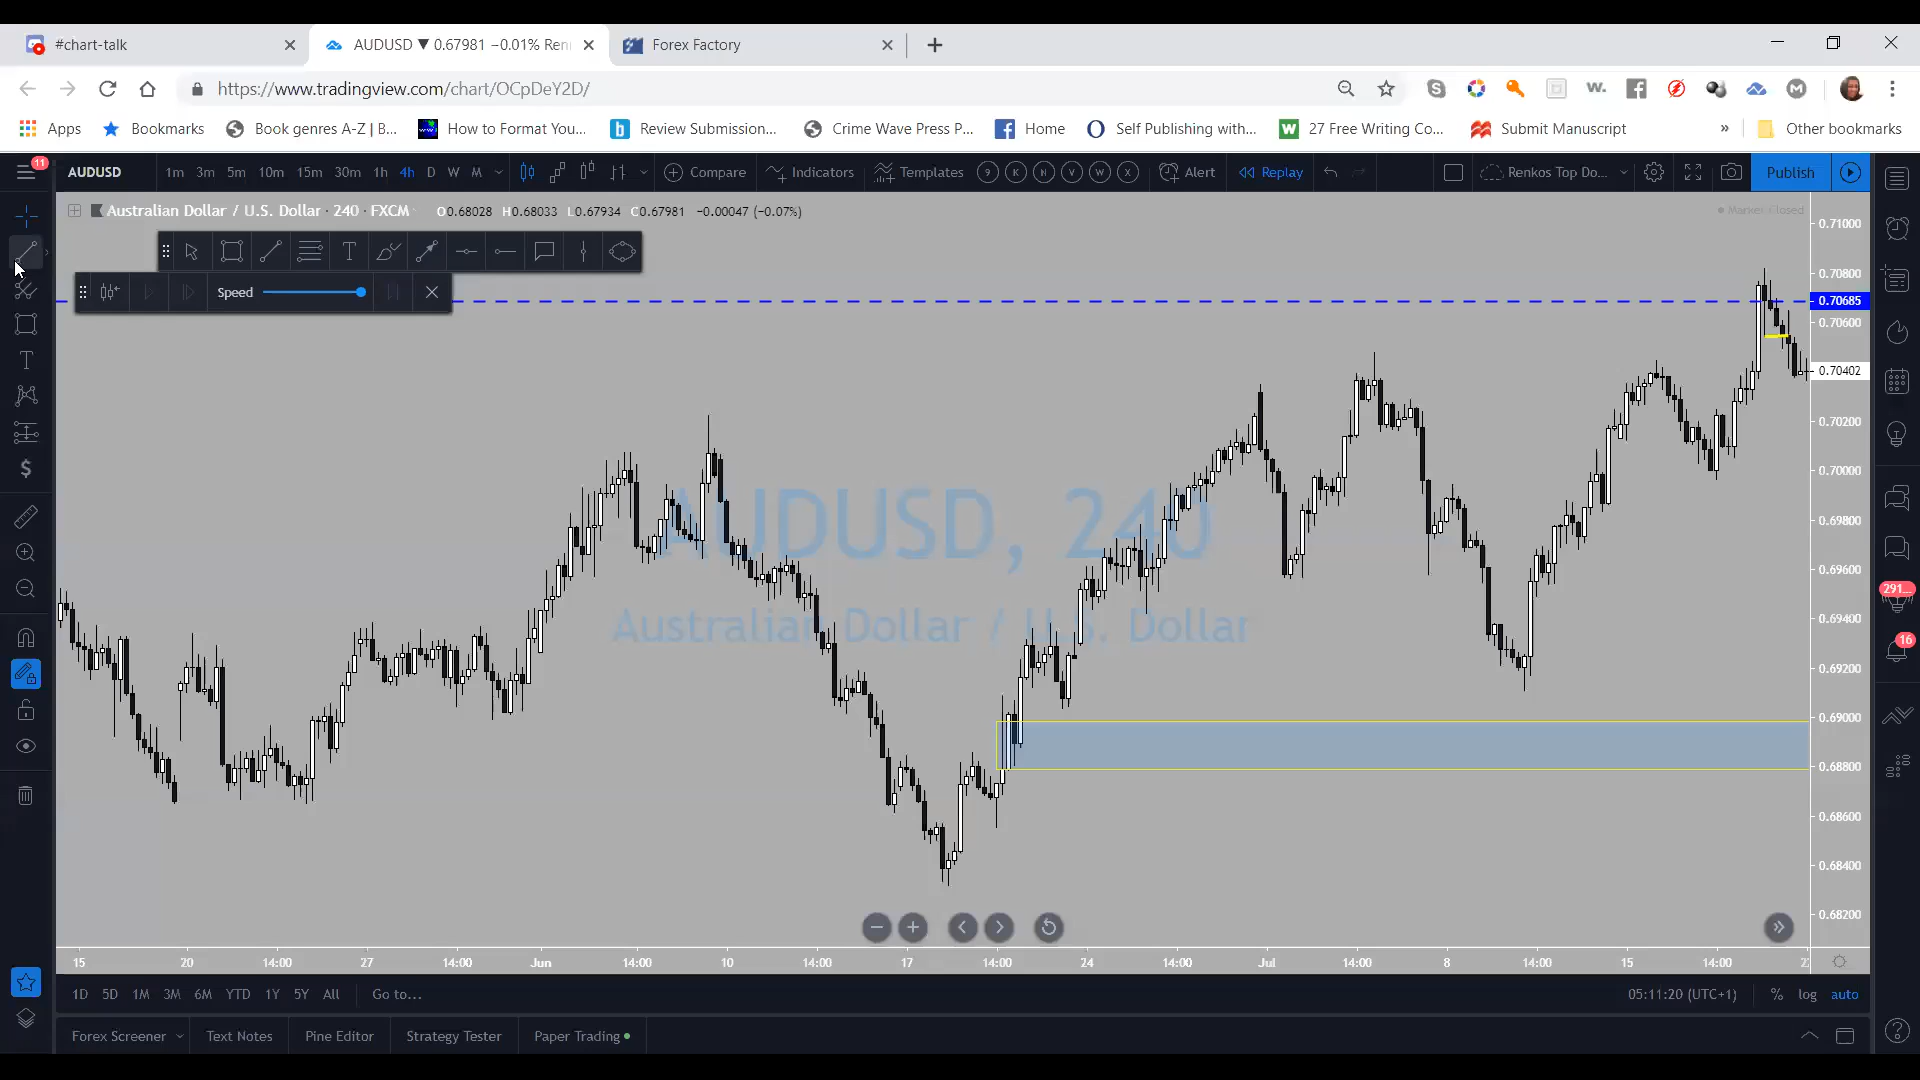 #chart-talk
AUDUSD ▼ 0.67981 −0.01% Ren
Forex Factory
https://www.tradingview.com/chart/OCpDeY2D/
Apps
Bookmarks
Book genres A-Z | B...
How to Format You...
Review Submission...
Crime Wave Press P...
Home
Self Publishing with...
27 Free Writing Co...
Submit Manuscript
»
Other bookmarks
11
AUDUSD
1m 3m 5m 10m 15m 30m 1h 4h D W M
Compare
Indicators
Templates
9 K N V W X
Alert
Replay
Renkos Top Do...
Publish
Australian Dollar / U.S. Dollar · 240 · FXCM
O0.68028 H0.68033 L0.67934 C0.67981 −0.00047 (−0.07%)
Market Closed
Speed
AUDUSD, 240
Australian Dollar / U.S. Dollar
0.71000
0.70800
0.70685
0.70600
0.70402
0.70200
0.70000
0.69800
0.69600
0.69400
0.69200
0.69000
0.68800
0.68600
0.68400
0.68200
291...
16
15 20 14:00 27 14:00 Jun 14:00 10 14:00 17 14:00 24 14:00 Jul 14:00 8 14:00 15 14:00
1D 5D 1M 3M 6M YTD 1Y 5Y All
Go to...
05:11:20 (UTC+1)
% log auto
Forex Screener
Text Notes
Pine Editor
Strategy Tester
Paper Trading